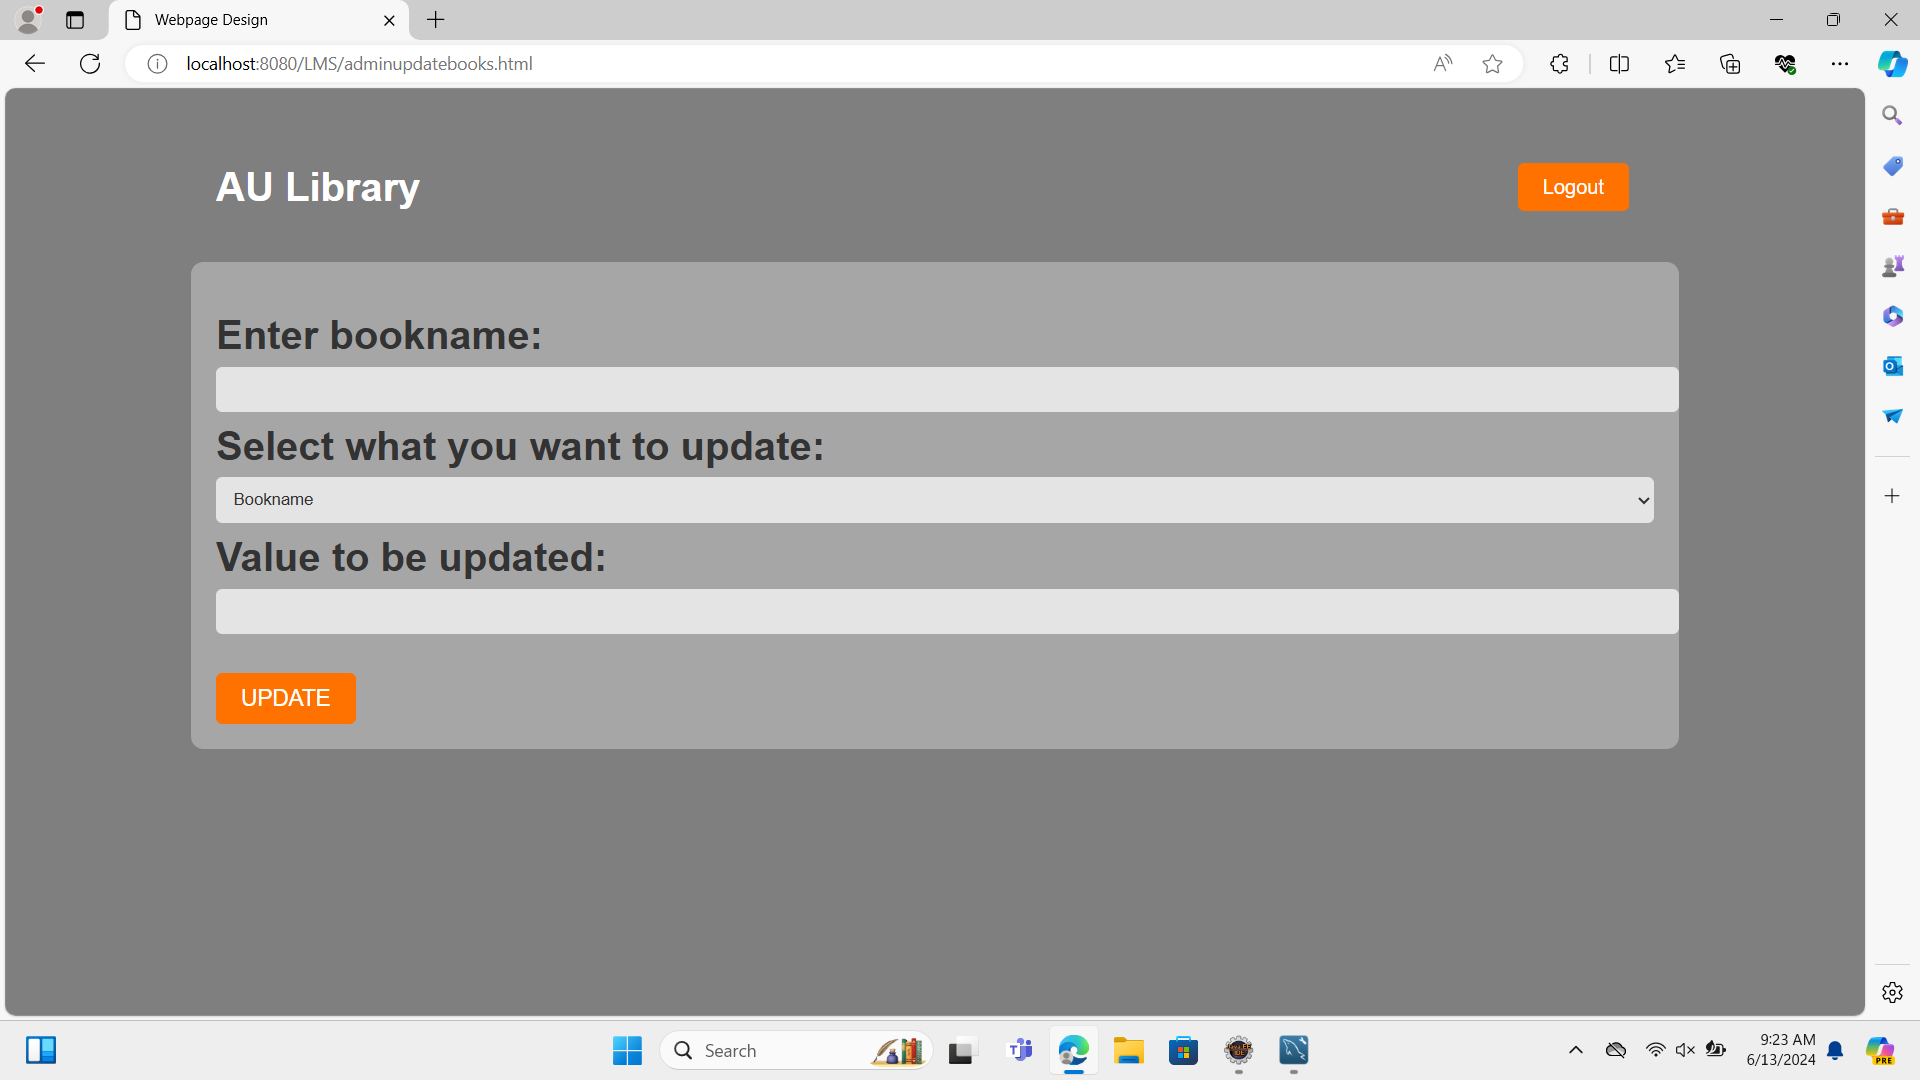 Webpage Design
localhost:8080/LMS/adminupdatebooks.html
AU Library
Logout
Enter bookname:
Select what you want to update:
Bookname
Value to be updated:
UPDATE
Search
9:23 AM
6/13/2024
PRE